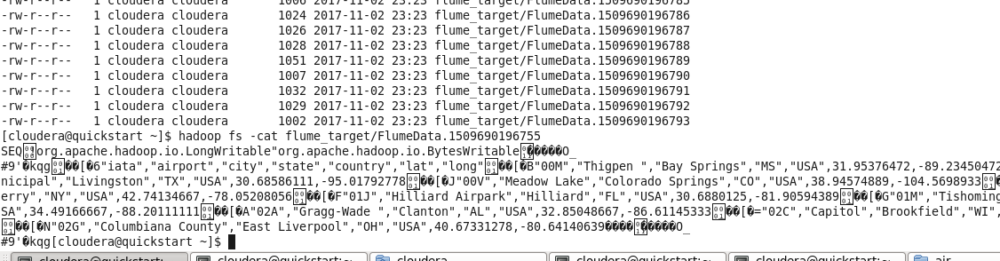 -rw-r--r-- 1 cloudera cloudera 1006 2017-11-02 23:23 flume_target/FlumeData.1509690196785
-rw-r--r-- 1 cloudera cloudera 1024 2017-11-02 23:23 flume_target/FlumeData.1509690196786
-rw-r--r-- 1 cloudera cloudera 1026 2017-11-02 23:23 flume_target/FlumeData.1509690196787
-rw-r--r-- 1 cloudera cloudera 1028 2017-11-02 23:23 flume_target/FlumeData.1509690196788
-rw-r--r-- 1 cloudera cloudera 1051 2017-11-02 23:23 flume_target/FlumeData.1509690196789
-rw-r--r-- 1 cloudera cloudera 1007 2017-11-02 23:23 flume_target/FlumeData.1509690196790
-rw-r--r-- 1 cloudera cloudera 1032 2017-11-02 23:23 flume_target/FlumeData.1509690196791
-rw-r--r-- 1 cloudera cloudera 1029 2017-11-02 23:23 flume_target/FlumeData.1509690196792
-rw-r--r-- 1 cloudera cloudera 1002 2017-11-02 23:23 flume_target/FlumeData.1509690196793
[cloudera@quickstart ~]$ hadoop fs -cat flume_target/FlumeData.1509690196755
SEQ!org.apache.hadoop.io.LongWritable"org.apache.hadoop.io.BytesWritable������O_
#9'�kqg��[�6"iata","airport","city","state","country","lat","long"��[�B"00M","Thigpen ","Bay Springs","MS","USA",31.95376472,-89.23450472
nicipal","Livingston","TX","USA",30.68586111,-95.01792778��[�J"00V","Meadow Lake","Colorado Springs","CO","USA",38.94574889,-104.5698933�
erry","NY","USA",42.74134667,-78.05208056��[�F"01J","Hilliard Airpark","Hilliard","FL","USA",30.6880125,-81.90594389��[�G"01M","Tishoming
SA",34.49166667,-88.20111111��[�A"02A","Gragg-Wade ","Clanton","AL","USA",32.85048667,-86.61145333��[�="02C","Capitol","Brookfield","WI",
��[�N"02G","Columbiana County","East Liverpool","OH","USA",40.67331278,-80.64140639����������O_
#9'�kqg[cloudera@quickstart ~]$
cloudera@quickstart:~ cloudera@quickstart:~ cloudera cloudera@quickstart:~ cloudera@quickstart:~ air